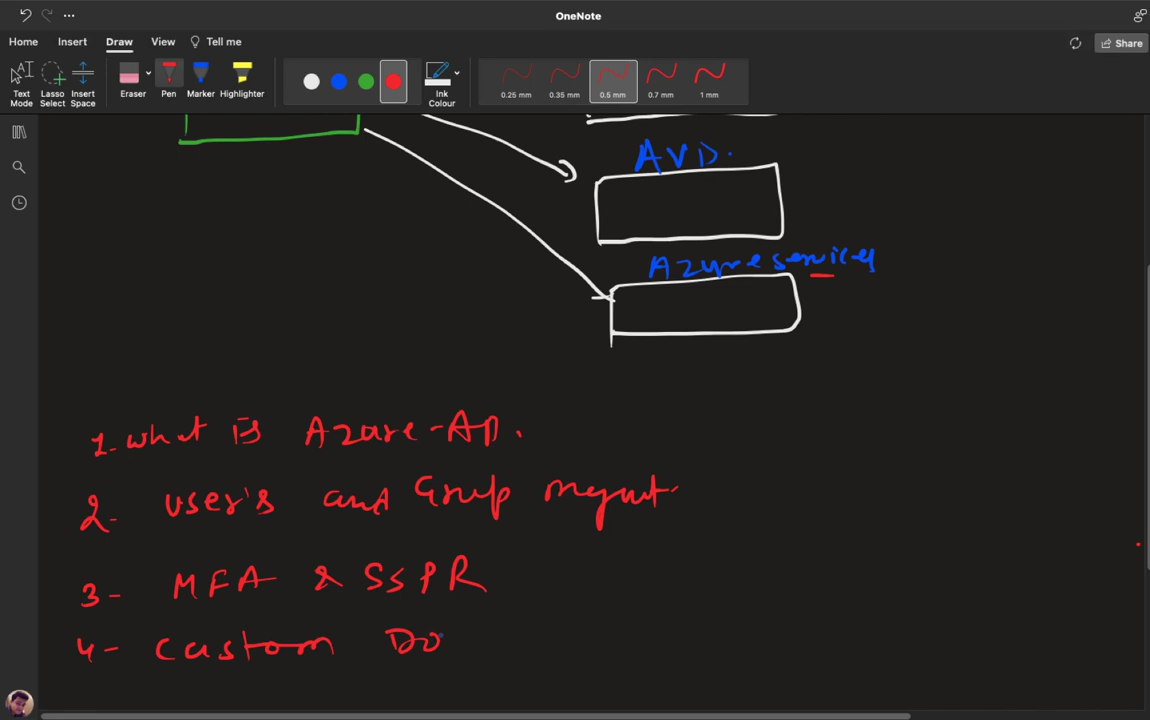 OneNote
Home Insert Draw View Tell me
Share
Text Mode
Lasso Select
Insert Space
Eraser
Pen
Marker
Highlighter
Ink Colour
0.25 mm
0.35 mm
0.5 mm
0.7 mm
1 mm
AVD.
Azure services
1- what is Azure-AD.
2- user's and Group mgmt.
3- MFA & SSPR
4- custom Do